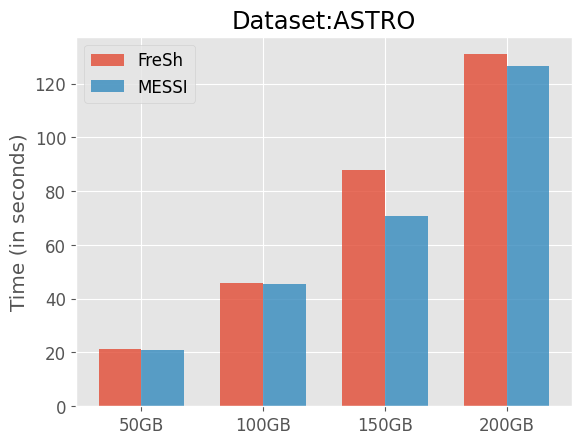 Dataset:ASTRO
FreSh
MESSI
Time (in seconds)
120
100
80
60
40
20
0
50GB 100GB 150GB 200GB